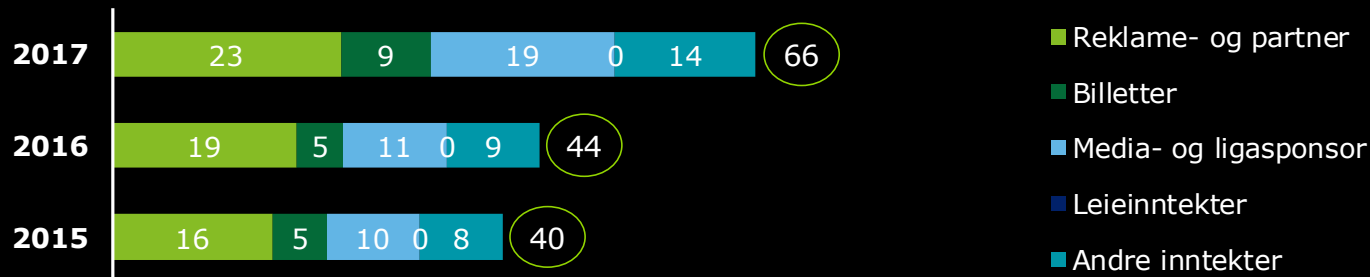 2017 23 9 19 0 14 66
2016 19 5 11 0 9 44
2015 16 5 10 0 8 40
Reklame- og partner
Billetter
Media- og ligasponsor
Leieinntekter
Andre inntekter